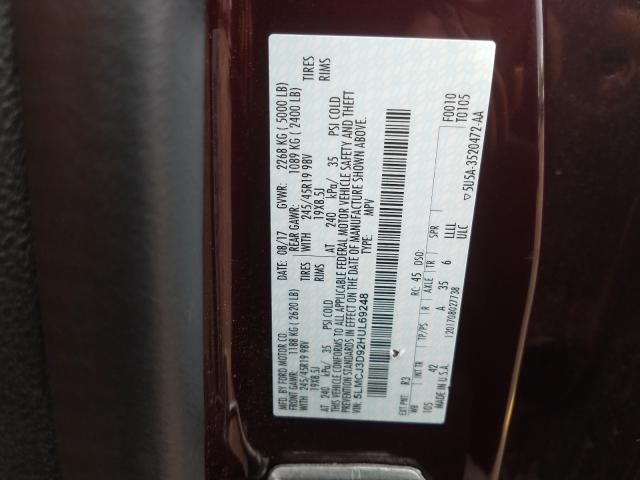 MFD. BY FORD MOTOR CO.
DATE: 08/17 GVWR: 2268 KG ( 5000 LB)
FRONT GAWR: 1188 KG (2620 LB) REAR GAWR: 1089 KG ( 2400 LB)
WITH 245/45R19 98V TIRES WITH 245/45R19 98V TIRES
19X8.5J RIMS 19X8.5J RIMS
AT 240 kPa/ 35 PSI COLD AT 240 kPa/ 35 PSI COLD
THIS VEHICLE CONFORMS TO ALL APPLICABLE FEDERAL MOTOR VEHICLE SAFETY AND THEFT
PREVENTION STANDARDS IN EFFECT ON THE DATE OF MANUFACTURE SHOWN ABOVE.
VIN: 5LMCJ3D92HUL69248 TYPE: MPV
F0010
T0105
EXT PNT: R3 RC: 45 DSO:
WB INT TR TP/PS R AXLE TR SPR
105 42 A 35 6 LLLL
MADE IN U.S.A. ULC
120170802773B
▽5U5A-3520472-AA